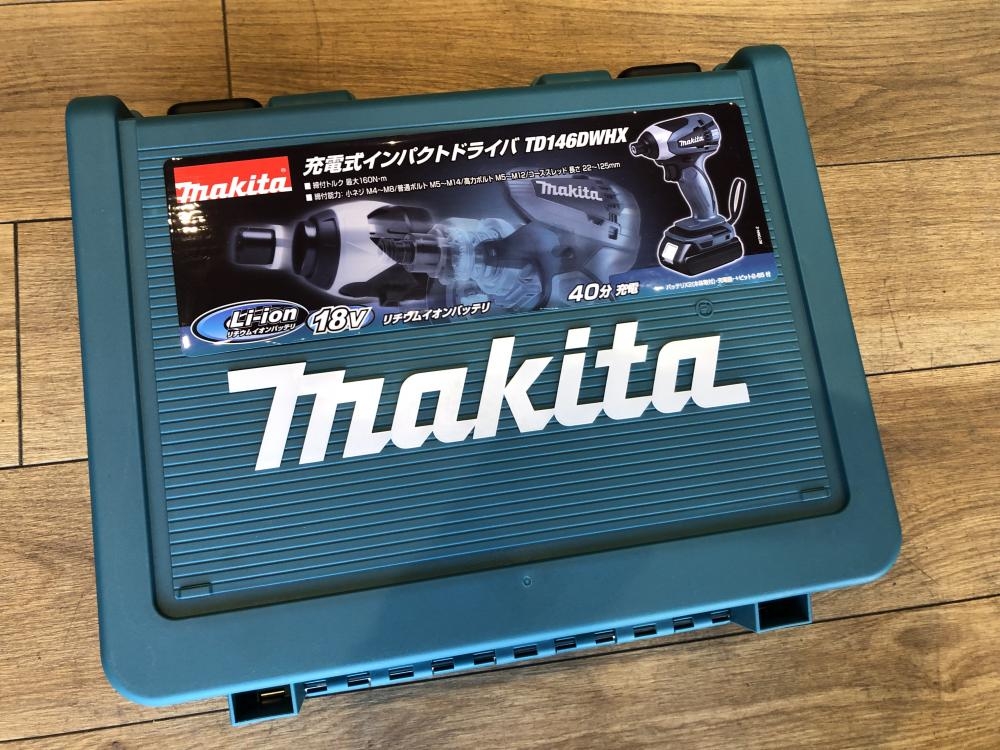 makita
充電式インパクトドライバ TD146DWHX
■ 締付トルク 最大160N·m
■ 締付能力: 小ネジ M4〜M8/普通ボルト M5〜M14/高力ボルト M5〜M12/コーススレッド 長さ 22〜125mm
makita
makita
Li-ion
リチウムイオンバッテリ
18V
リチウムイオンバッテリ
40分 充電
makita